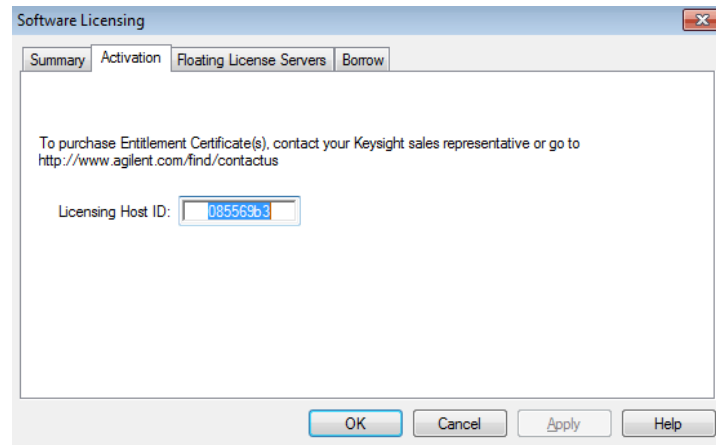 Software Licensing
Summary Activation Floating License Servers Borrow
To purchase Entitlement Certificate(s), contact your Keysight sales representative or go to
http://www.agilent.com/find/contactus
Licensing Host ID: 085569b3
OK Cancel Apply Help